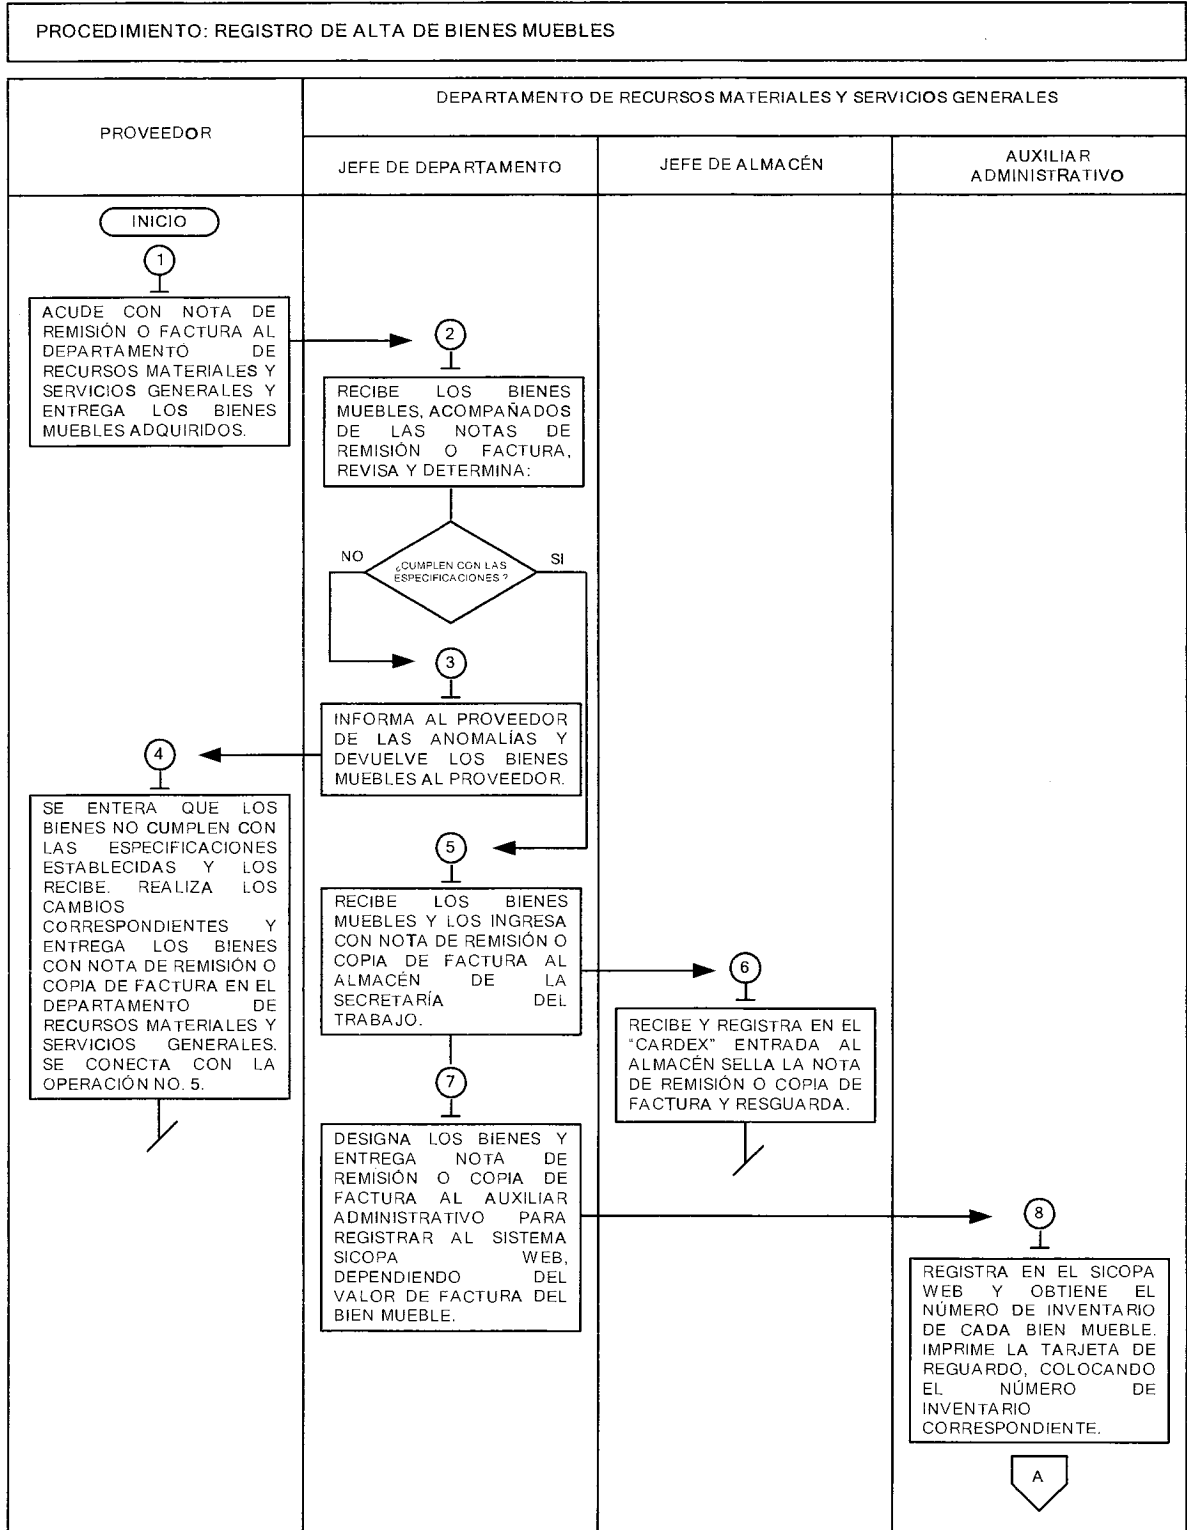 PROCEDIMIENTO: REGISTRO DE ALTA DE BIENES MUEBLES
PROVEEDOR
DEPARTAMENTO DE RECURSOS MATERIALES Y SERVICIOS GENERALES
JEFE DE DEPARTAMENTO
JEFE DE ALMACÉN
AUXILIAR
ADMINISTRATIVO
INICIO
1
ACUDE CON NOTA DE
REMISIÓN O FACTURA AL
DEPARTAMENTO DE
RECURSOS MATERIALES Y
SERVICIOS GENERALES Y
ENTREGA LOS BIENES
MUEBLES ADQUIRIDOS.
2
RECIBE LOS BIENES
MUEBLES, ACOMPAÑADOS
DE LAS NOTAS DE
REMISIÓN O FACTURA,
REVISA Y DETERMINA:
NO
¿CUMPLEN CON LAS
ESPECIFICACIONES ?
SI
3
INFORMA AL PROVEEDOR
DE LAS ANOMALÍAS Y
DEVUELVE LOS BIENES
MUEBLES AL PROVEEDOR.
4
SE ENTERA QUE LOS
BIENES NO CUMPLEN CON
LAS ESPECIFICACIONES
ESTABLECIDAS Y LOS
RECIBE. REALIZA LOS
CAMBIOS
CORRESPONDIENTES Y
ENTREGA LOS BIENES
CON NOTA DE REMISIÓN O
COPIA DE FACTURA EN EL
DEPARTAMENTO DE
RECURSOS MATERIALES Y
SERVICIOS GENERALES.
SE CONECTA CON LA
OPERACIÓN NO. 5.
5
RECIBE LOS BIENES
MUEBLES Y LOS INGRESA
CON NOTA DE REMISIÓN O
COPIA DE FACTURA AL
ALMACÉN DE LA
SECRETARÍA DEL
TRABAJO.
6
RECIBE Y REGISTRA EN EL
"CARDEX" ENTRADA AL
ALMACÉN SELLA LA NOTA
DE REMISIÓN O COPIA DE
FACTURA Y RESGUARDA.
7
DESIGNA LOS BIENES Y
ENTREGA NOTA DE
REMISIÓN O COPIA DE
FACTURA AL AUXILIAR
ADMINISTRATIVO PARA
REGISTRAR AL SISTEMA
SICOPA WEB,
DEPENDIENDO DEL
VALOR DE FACTURA DEL
BIEN MUEBLE.
8
REGISTRA EN EL SICOPA
WEB Y OBTIENE EL
NÚMERO DE INVENTARIO
DE CADA BIEN MUEBLE.
IMPRIME LA TARJETA DE
REGUARDO, COLOCANDO
EL NÚMERO DE
INVENTARIO
CORRESPONDIENTE.
A